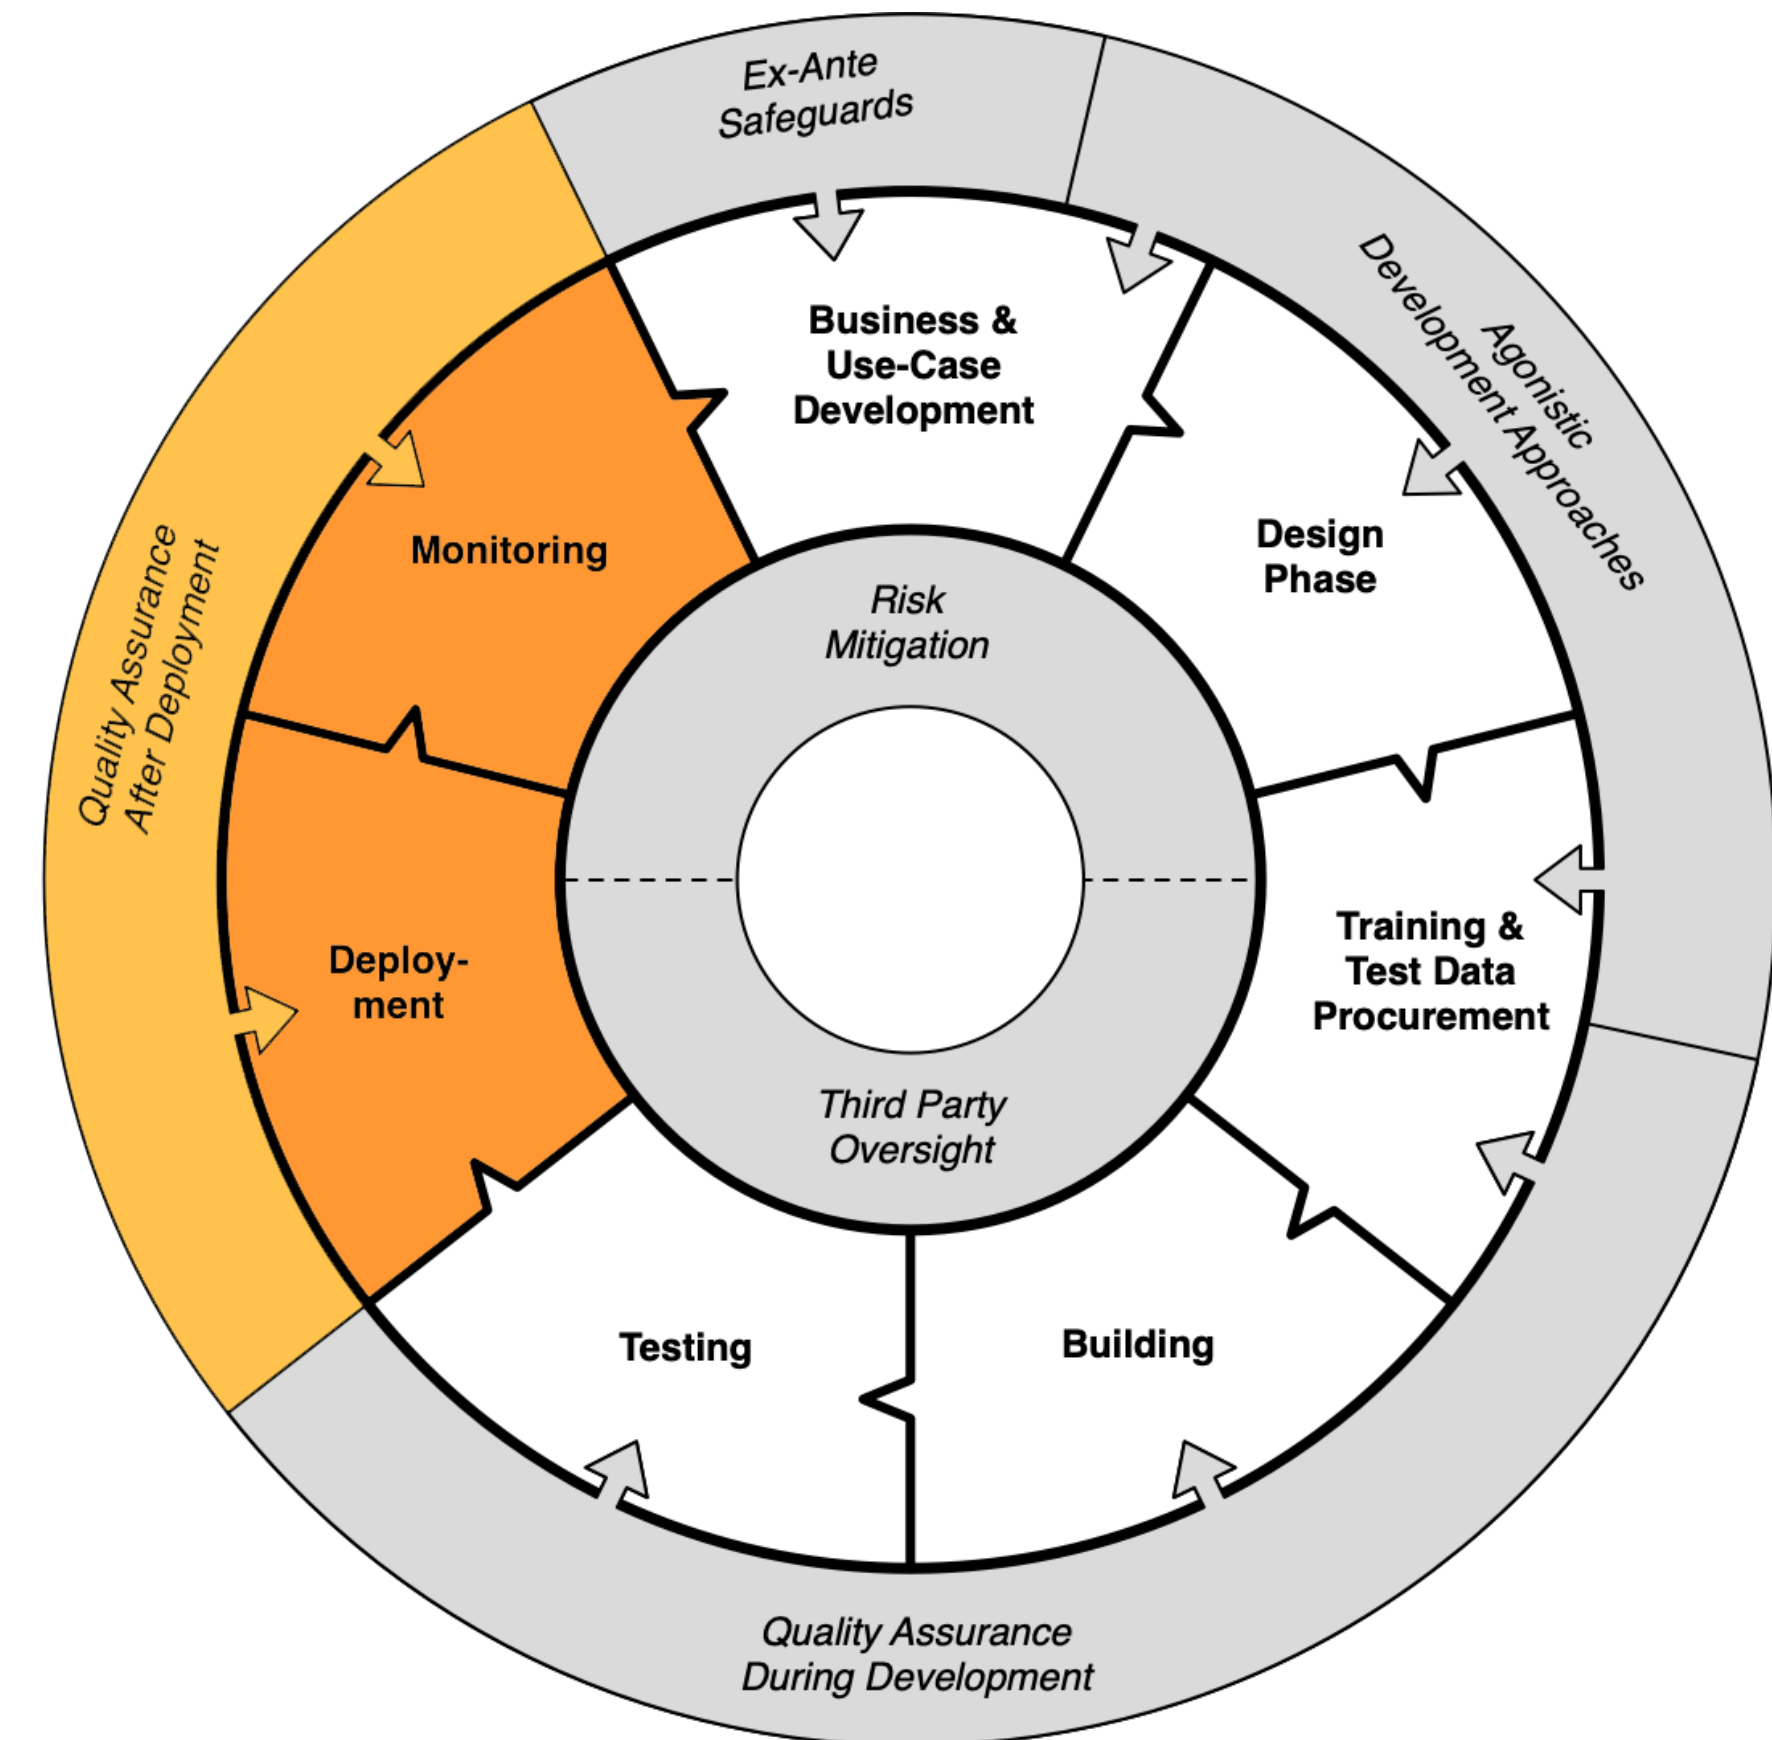 Ex-Ante
Safeguards
Agonistic
Development Approaches
Business &
Use-Case
Development
Design
Phase
Monitoring
Risk
Mitigation
Quality Assurance
After Deployment
Training &
Test Data
Procurement
Deploy-
ment
Third Party
Oversight
Testing
Building
Quality Assurance
During Development